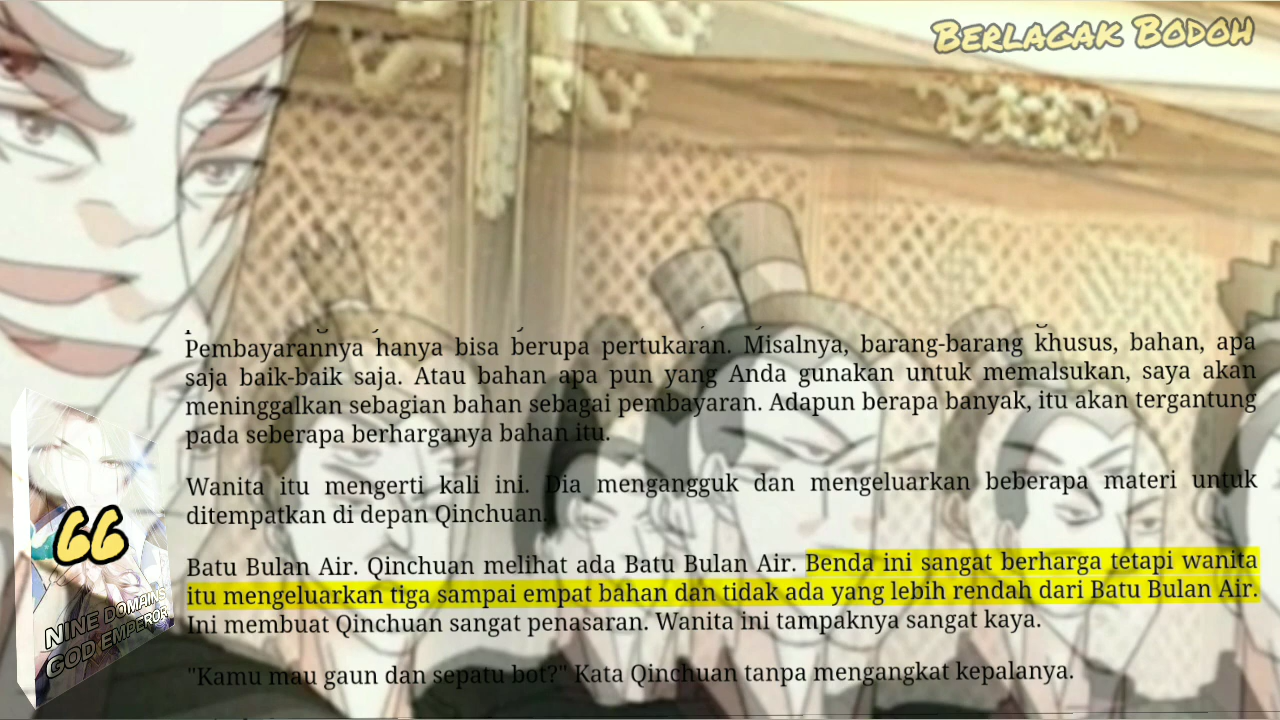 Berlagak Bodoh
Pembayarannya hanya bisa berupa pertukaran. Misalnya, barang-barang khusus, bahan, apa
saja baik-baik saja. Atau bahan apa pun yang Anda gunakan untuk memalsukan, saya akan
meninggalkan sebagian bahan sebagai pembayaran. Adapun berapa banyak, itu akan tergantung
pada seberapa berharganya bahan itu.
Wanita itu mengerti kali ini. Dia mengangguk dan mengeluarkan beberapa materi untuk
ditempatkan di depan Qinchuan.
Batu Bulan Air. Qinchuan melihat ada Batu Bulan Air. Benda ini sangat berharga tetapi wanita
itu mengeluarkan tiga sampai empat bahan dan tidak ada yang lebih rendah dari Batu Bulan Air.
Ini membuat Qinchuan sangat penasaran. Wanita ini tampaknya sangat kaya.
"Kamu mau gaun dan sepatu bot?" Kata Qinchuan tanpa mengangkat kepalanya.
66
NINE DOMAINS
GOD EMPEROR